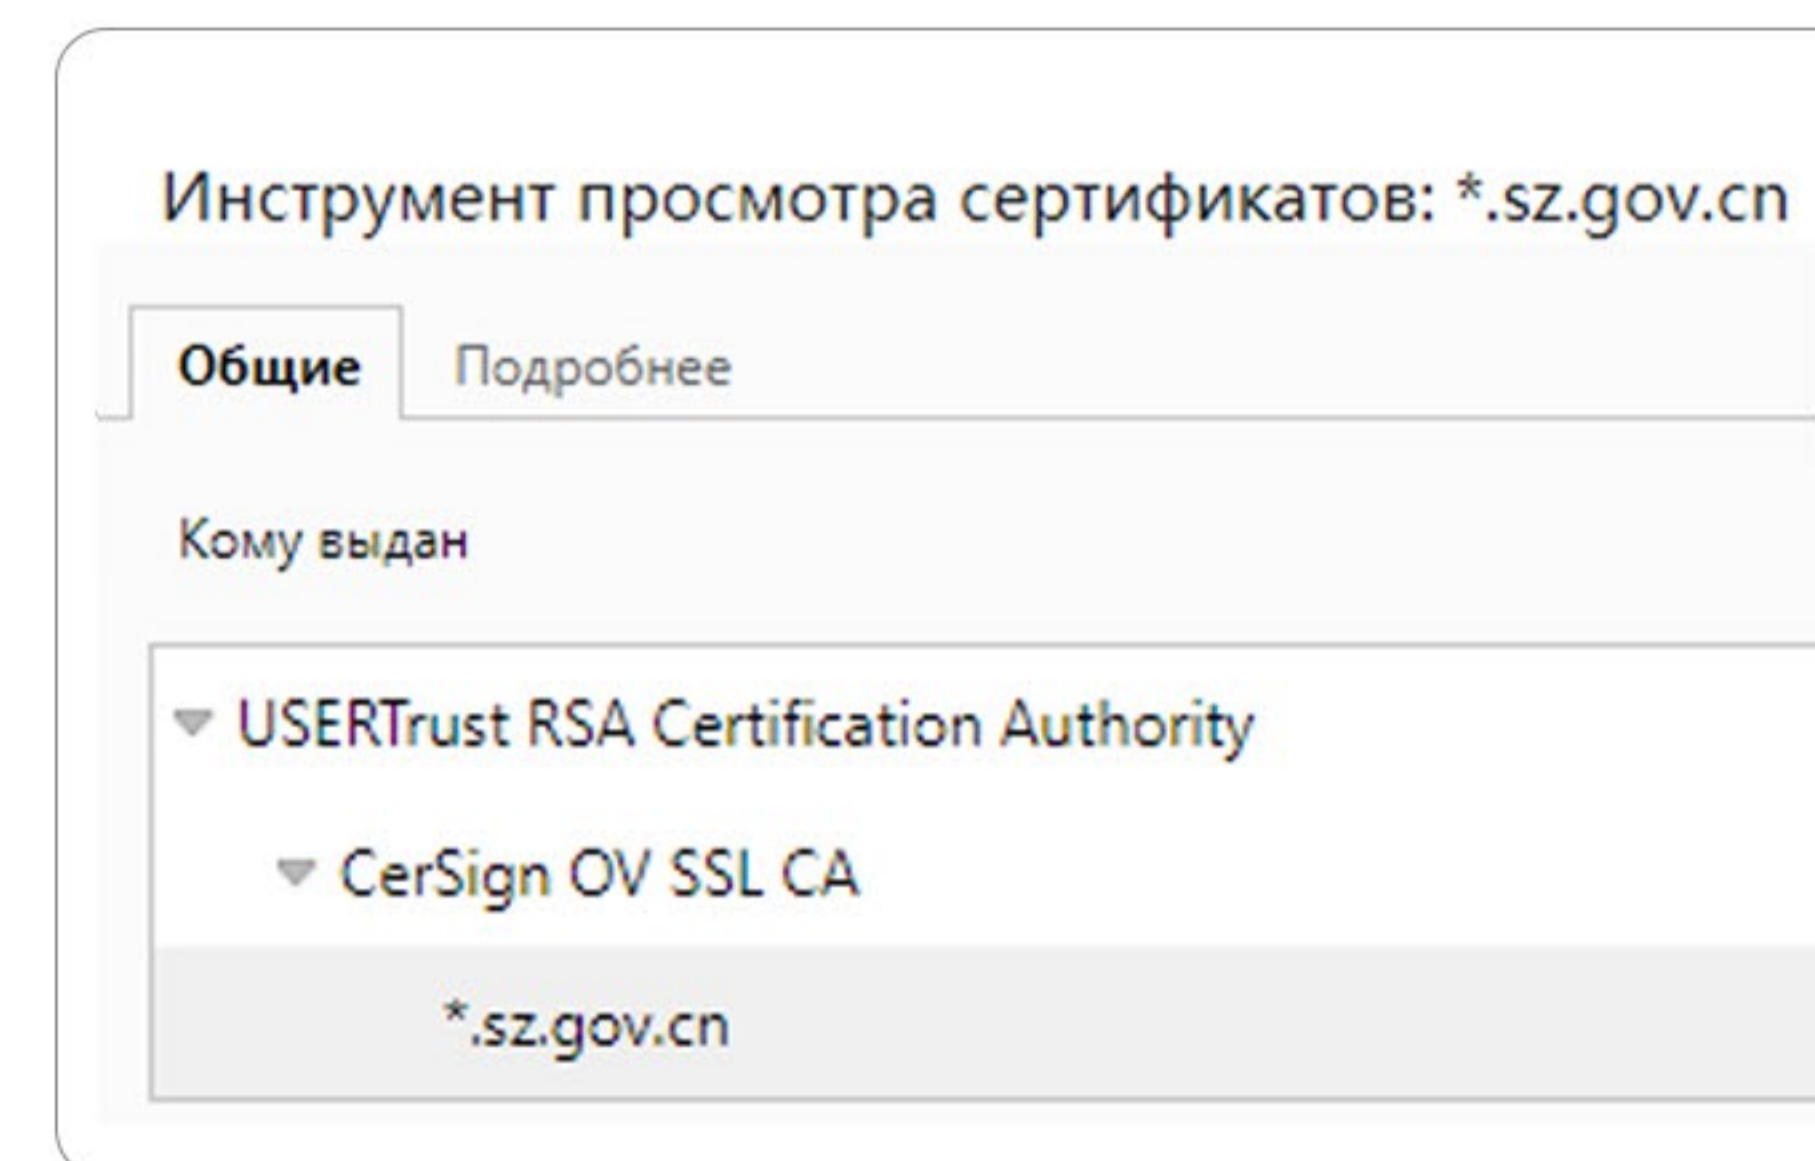 Инструмент просмотра сертификатов: *.sz.gov.cn
Общие Подробнее
Кому выдан
USERTrust RSA Certification Authority
CerSign OV SSL CA
*.sz.gov.cn